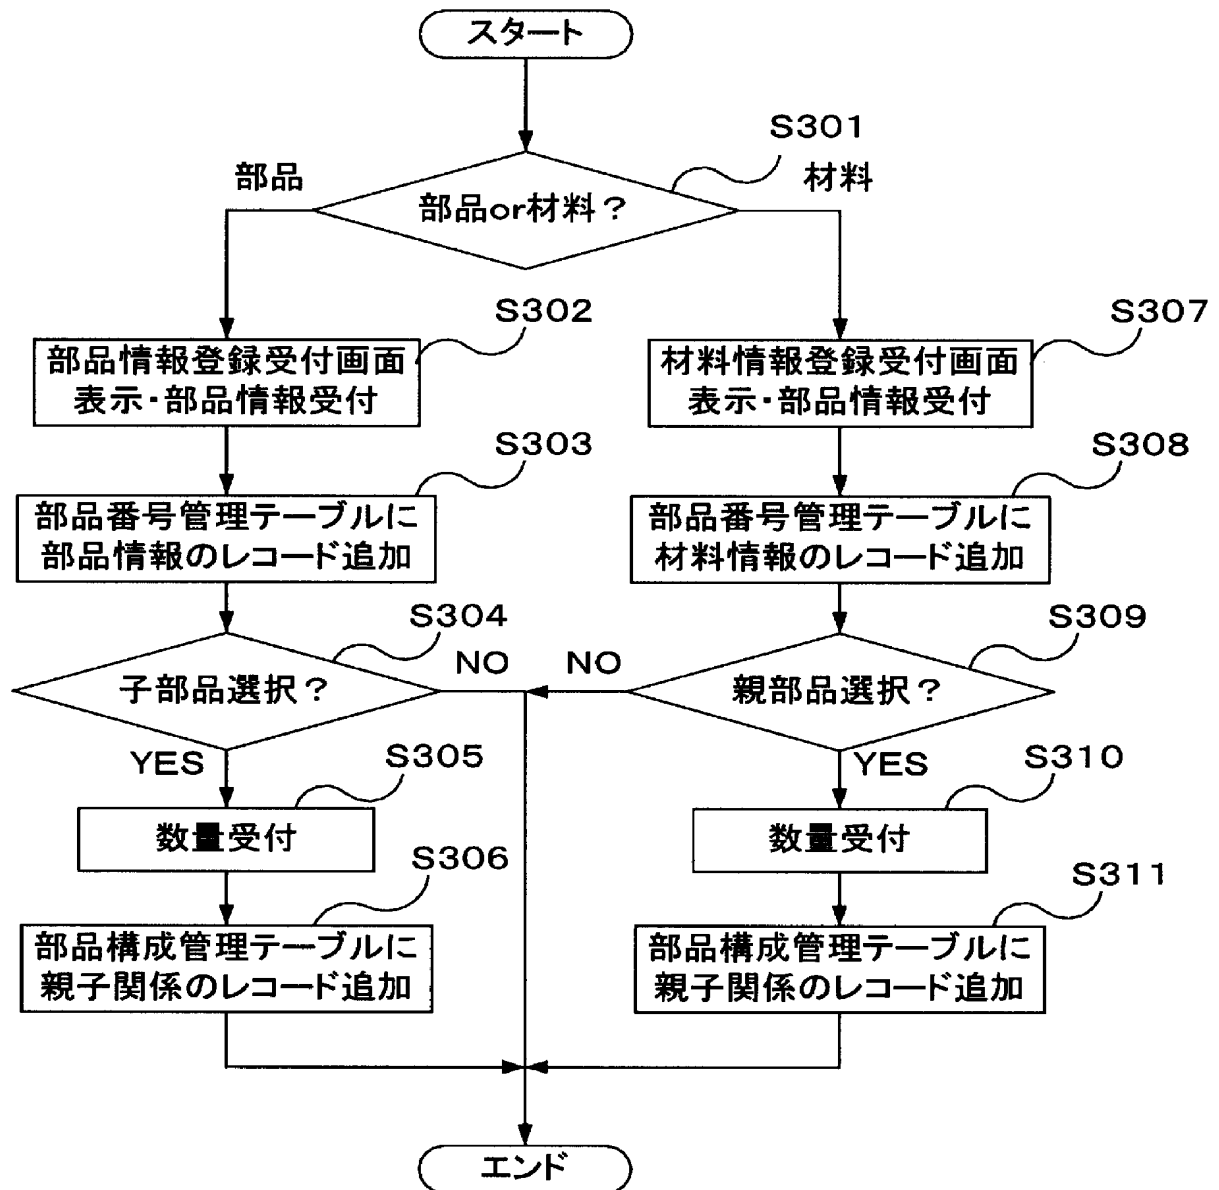 スタート
S301
部品
材料
部品or材料？
S302
S307
部品情報登録受付画面
表示・部品情報受付
材料情報登録受付画面
表示・部品情報受付
S303
S308
部品番号管理テーブルに
部品情報のレコード追加
部品番号管理テーブルに
材料情報のレコード追加
S304
S309
子部品選択？
NO
NO
親部品選択？
YES
S305
YES
S310
数量受付
数量受付
S306
S311
部品構成管理テーブルに
親子関係のレコード追加
部品構成管理テーブルに
親子関係のレコード追加
エンド